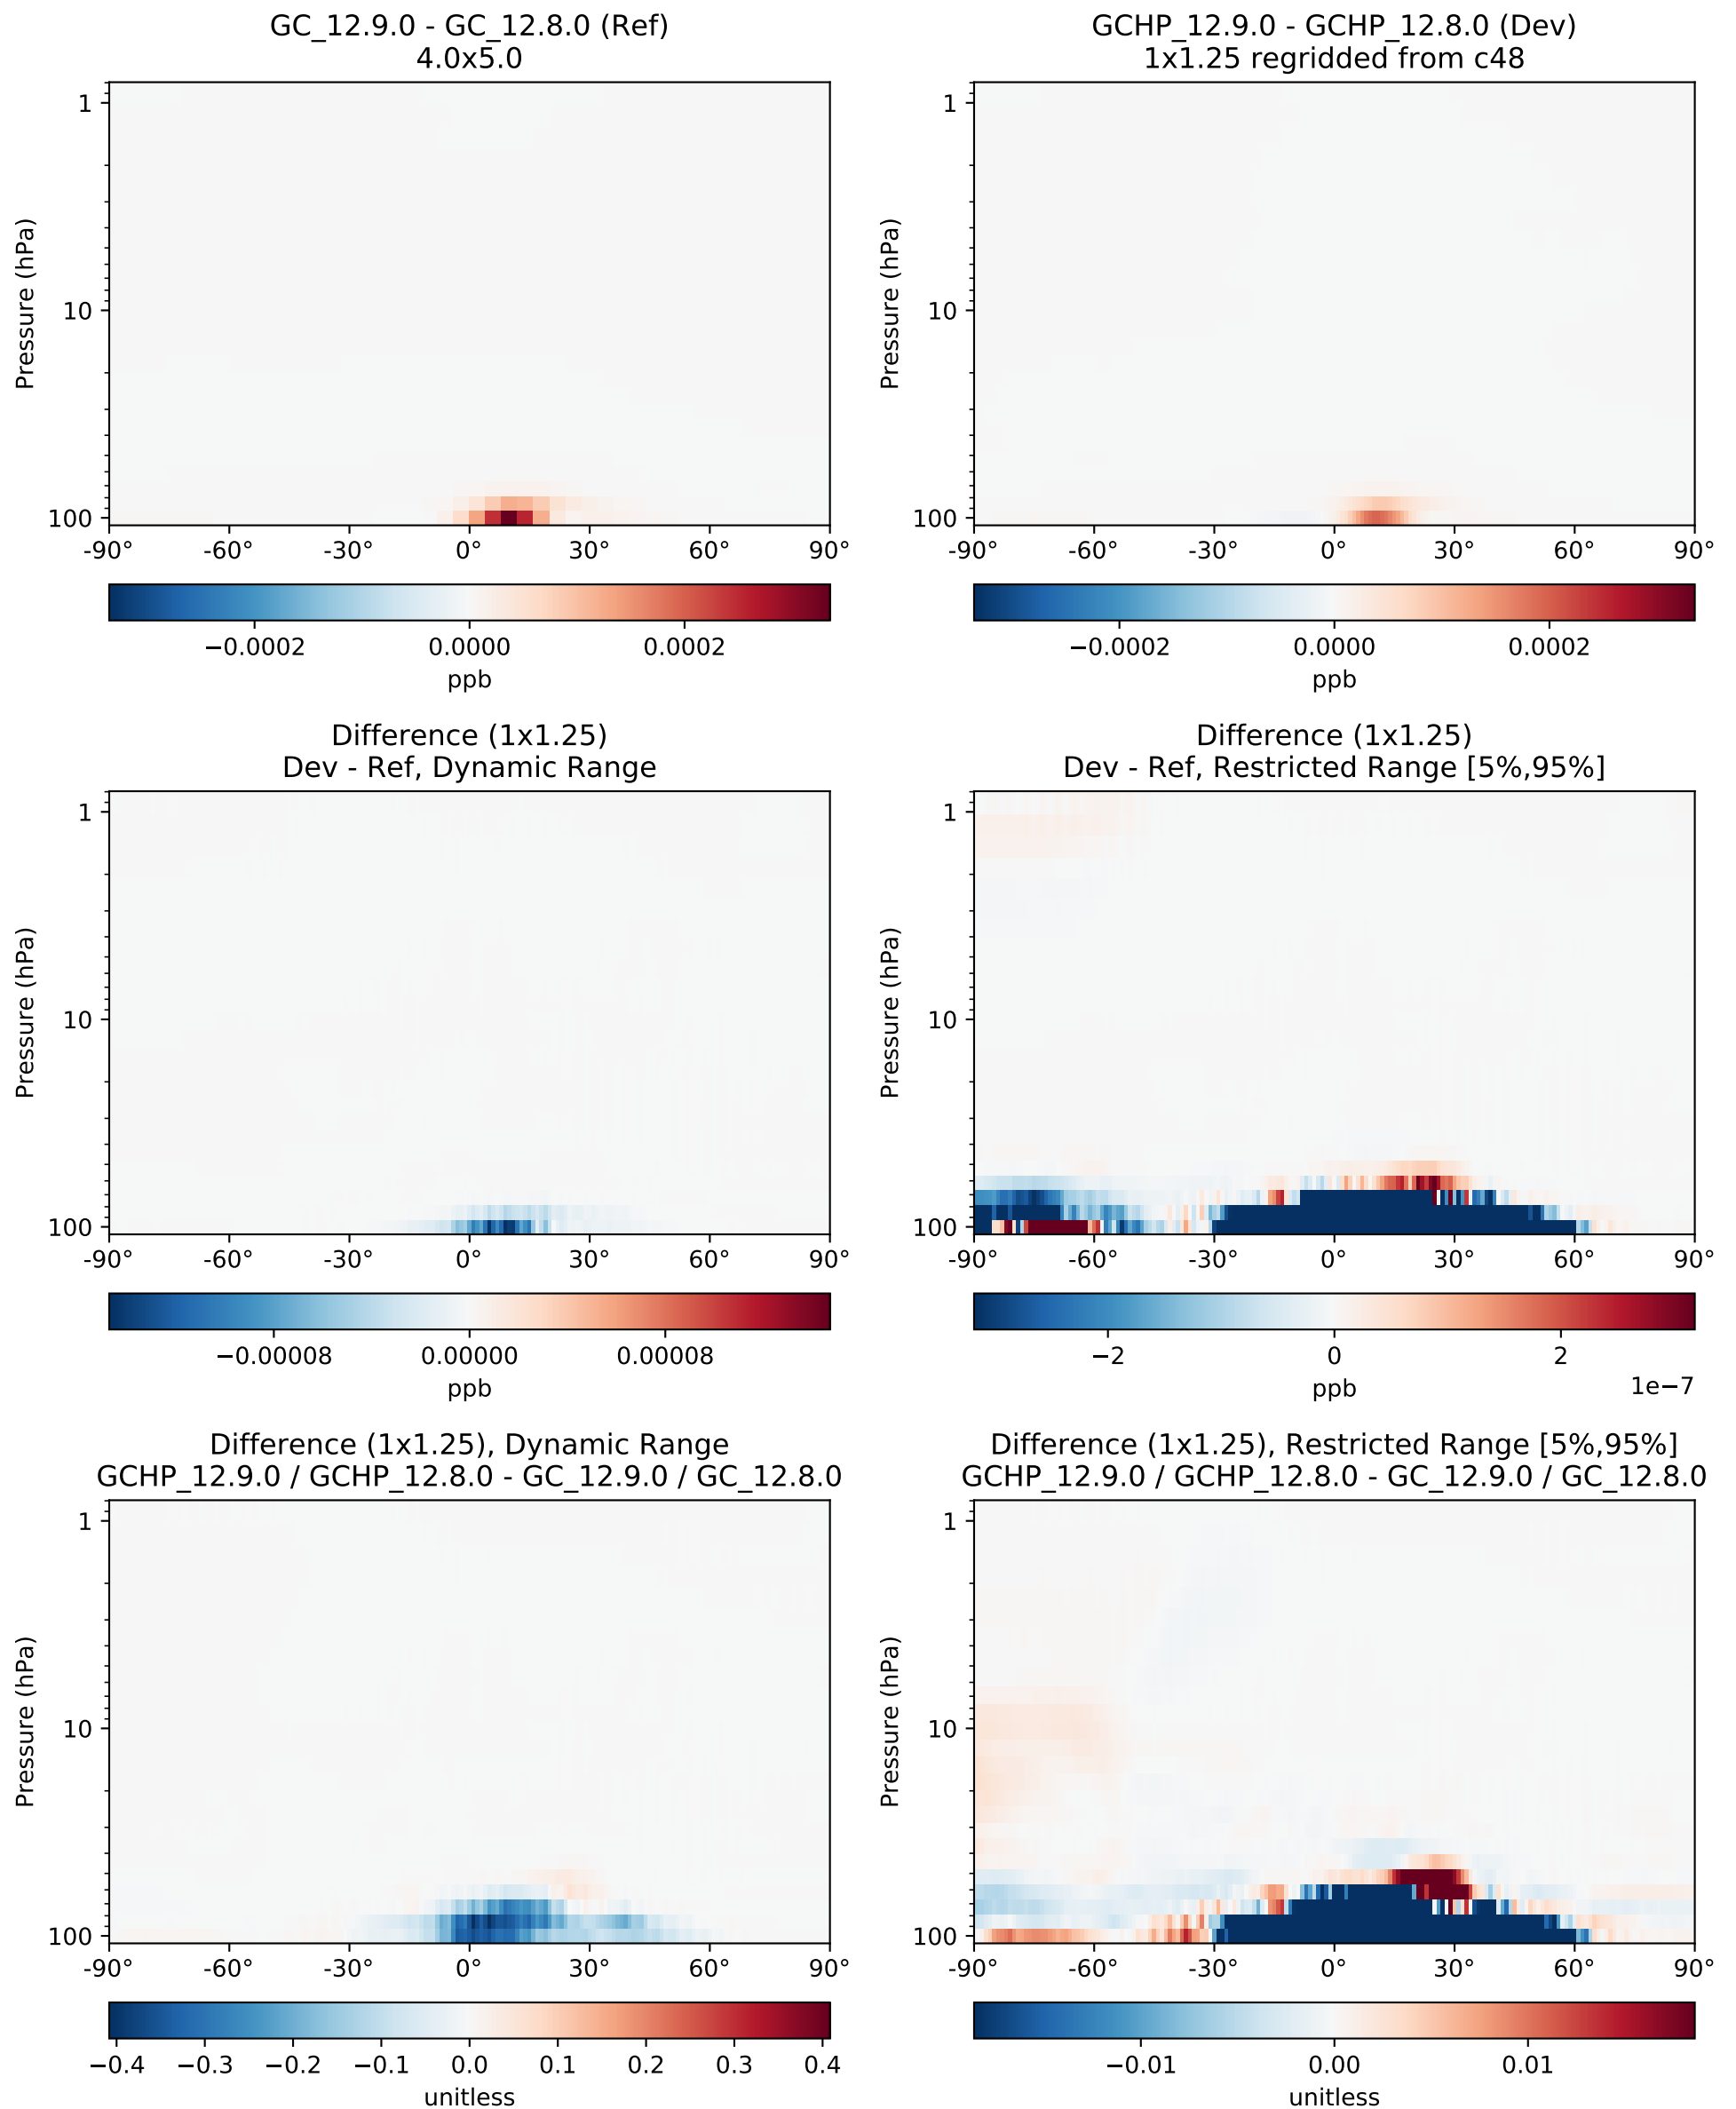 GC_12.9.0 - GC_12.8.0 (Ref)
4.0x5.0
GCHP_12.9.0 - GCHP_12.8.0 (Dev)
1x1.25 regridded from c48
Pressure (hPa)
1
10
100
-90° -60° -30° 0° 30° 60° 90°
−0.0002 0.0000 0.0002
ppb
Pressure (hPa)
1
10
100
-90° -60° -30° 0° 30° 60° 90°
−0.0002 0.0000 0.0002
ppb
Difference (1x1.25)
Dev - Ref, Dynamic Range
Difference (1x1.25)
Dev - Ref, Restricted Range [5%,95%]
Pressure (hPa)
1
10
100
-90° -60° -30° 0° 30° 60° 90°
−0.00008 0.00000 0.00008
ppb
Pressure (hPa)
1
10
100
-90° -60° -30° 0° 30° 60° 90°
−2 0 2
ppb
1e−7
Difference (1x1.25), Dynamic Range
GCHP_12.9.0 / GCHP_12.8.0 - GC_12.9.0 / GC_12.8.0
Difference (1x1.25), Restricted Range [5%,95%]
GCHP_12.9.0 / GCHP_12.8.0 - GC_12.9.0 / GC_12.8.0
Pressure (hPa)
1
10
100
-90° -60° -30° 0° 30° 60° 90°
−0.4 −0.3 −0.2 −0.1 0.0 0.1 0.2 0.3 0.4
unitless
Pressure (hPa)
1
10
100
-90° -60° -30° 0° 30° 60° 90°
−0.01 0.00 0.01
unitless